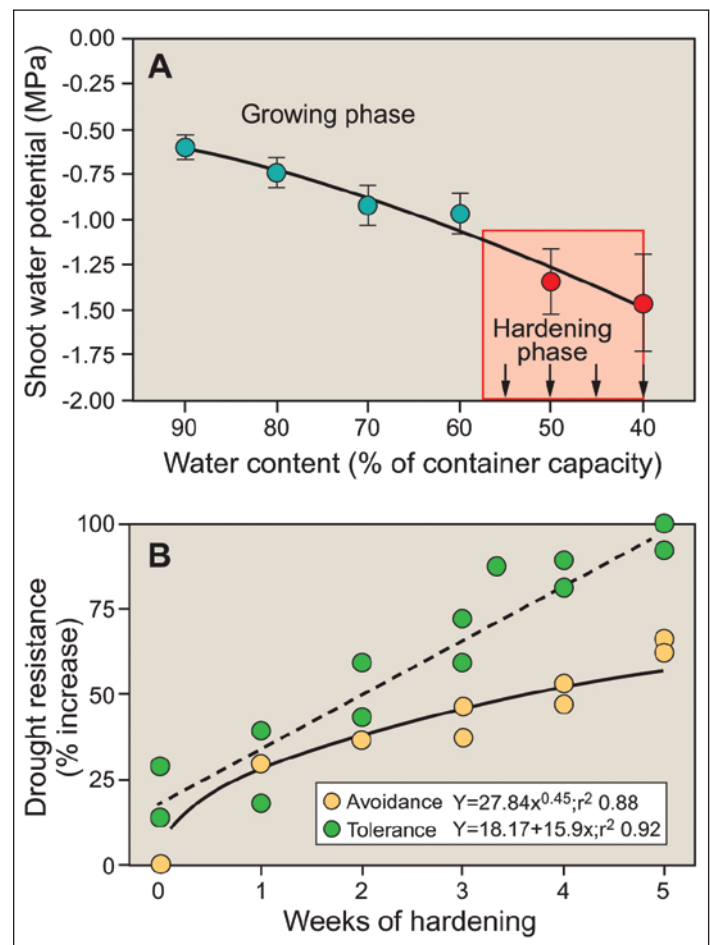 A
Growing phase
Hardening
phase
Shoot water potential (MPa)
0.00
-0.25
-0.50
-0.75
-1.00
-1.25
-1.50
-1.75
-2.00
90 80 70 60 50 40
Water content (% of container capacity)
B
Drought resistance
(% increase)
100
75
50
25
0
Avoidance Y=27.84x^0.45;r² 0.88
Tolerance Y=18.17+15.9x;r² 0.92
0 1 2 3 4 5
Weeks of hardening